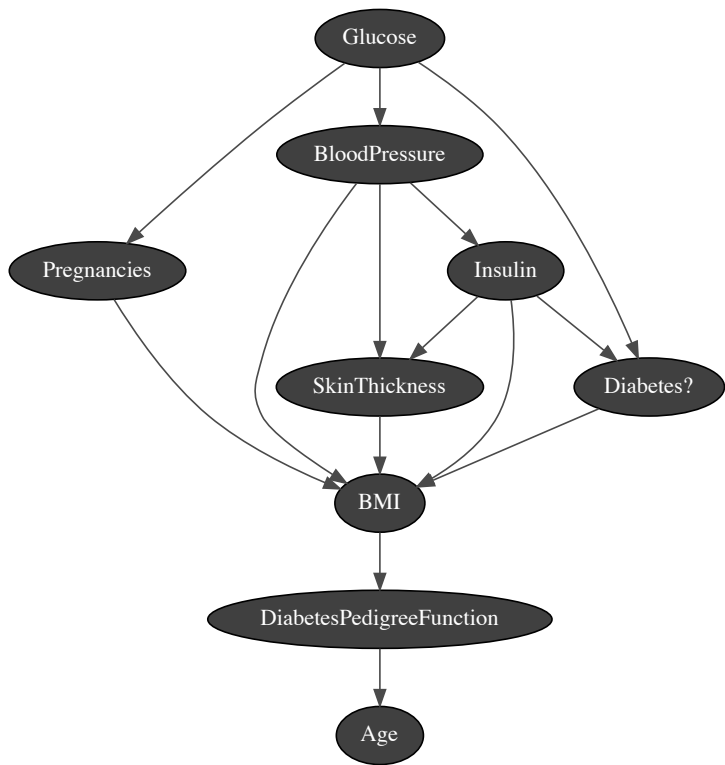 Glucose
BloodPressure
Pregnancies
Insulin
SkinThickness
Diabetes?
BMI
DiabetesPedigreeFunction
Age